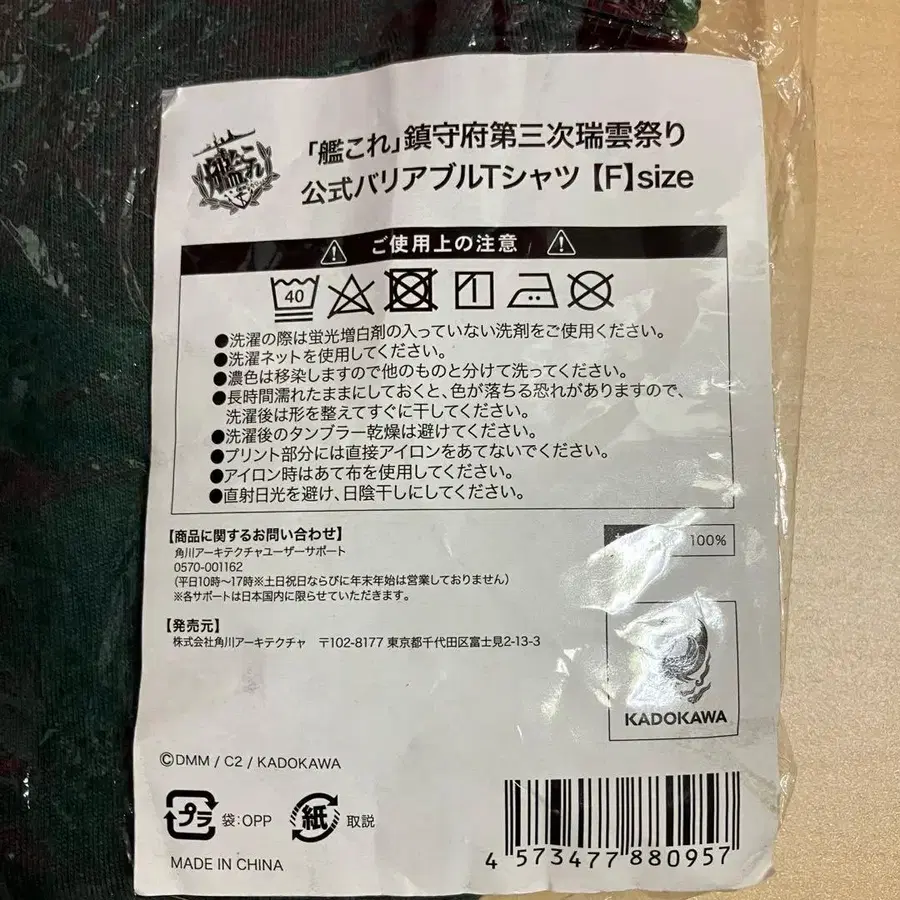 艦これ
「艦これ」鎮守府第三次瑞雲祭り
公式バリアブルTシャツ【F】size
ご使用上の注意
40
●洗濯の際は蛍光増白剤の入っていない洗剤をご使用ください。
●洗濯ネットを使用してください。
●濃色は移染しますので他のものと分けて洗ってください。
●長時間濡れたままにしておくと、色が落ちる恐れがありますので、
洗濯後は形を整えてすぐに干してください。
●洗濯後のタンブラー乾燥は避けてください。
●プリント部分には直接アイロンをあてないでください。
●アイロン時はあて布を使用してください。
●直射日光を避け、日陰干しにしてください。
【商品に関するお問い合わせ】
角川アーキテクチャユーザーサポート
0570-001162
（平日10時〜17時※土日祝日ならびに年末年始は営業しておりません）
※各サポートは日本国内に限らせていただきます。
100%
【発売元】
株式会社角川アーキテクチャ 〒102-8177 東京都千代田区富士見2-13-3
KADOKAWA
©DMM / C2 / KADOKAWA
プラ 袋:OPP 紙 取説
MADE IN CHINA
4 573477 880957